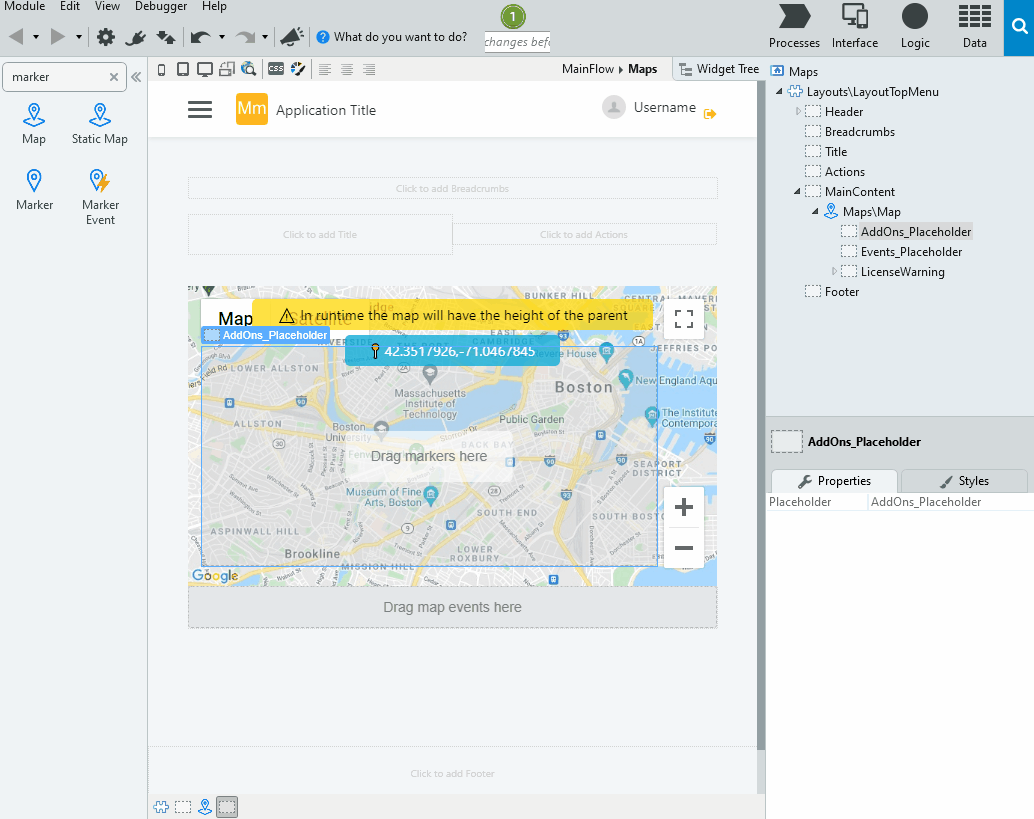 Module Edit View Debugger Help
1
What do you want to do?
changes befo
Processes Interface Logic Data
marker
MainFlow Maps
Widget Tree
Map Static Map
Marker Marker Event
Mm Application Title
Username
Click to add Breadcrumbs
Click to add Title
Click to add Actions
BUNKER HILL
Map
In runtime the map will have the height of the parent
AddOns_Placeholder
42.3517926,-71.0467845
JEFFRIES POI
LOWER ALLSTON
Massachusetts
Institute of
Technology
Boston
New England Aqu
ALLSTON
Public Garden
The Institute
Contempora
Boston
University
BACK BAY
Drag markers here
SEAPORT
DISTRICT
Museum of Fine
Arts, Boston
SOUTH END
SOUTH BOST
ASPINWALL HILL
Brookline
LOWER
ROXBURY
MISSION HILL
Google
Drag map events here
Click to add Footer
Maps
Layouts\LayoutTopMenu
Header
Breadcrumbs
Title
Actions
MainContent
Maps\Map
AddOns_Placeholder
Events_Placeholder
LicenseWarning
Footer
AddOns_Placeholder
Properties Styles
Placeholder AddOns_Placeholder